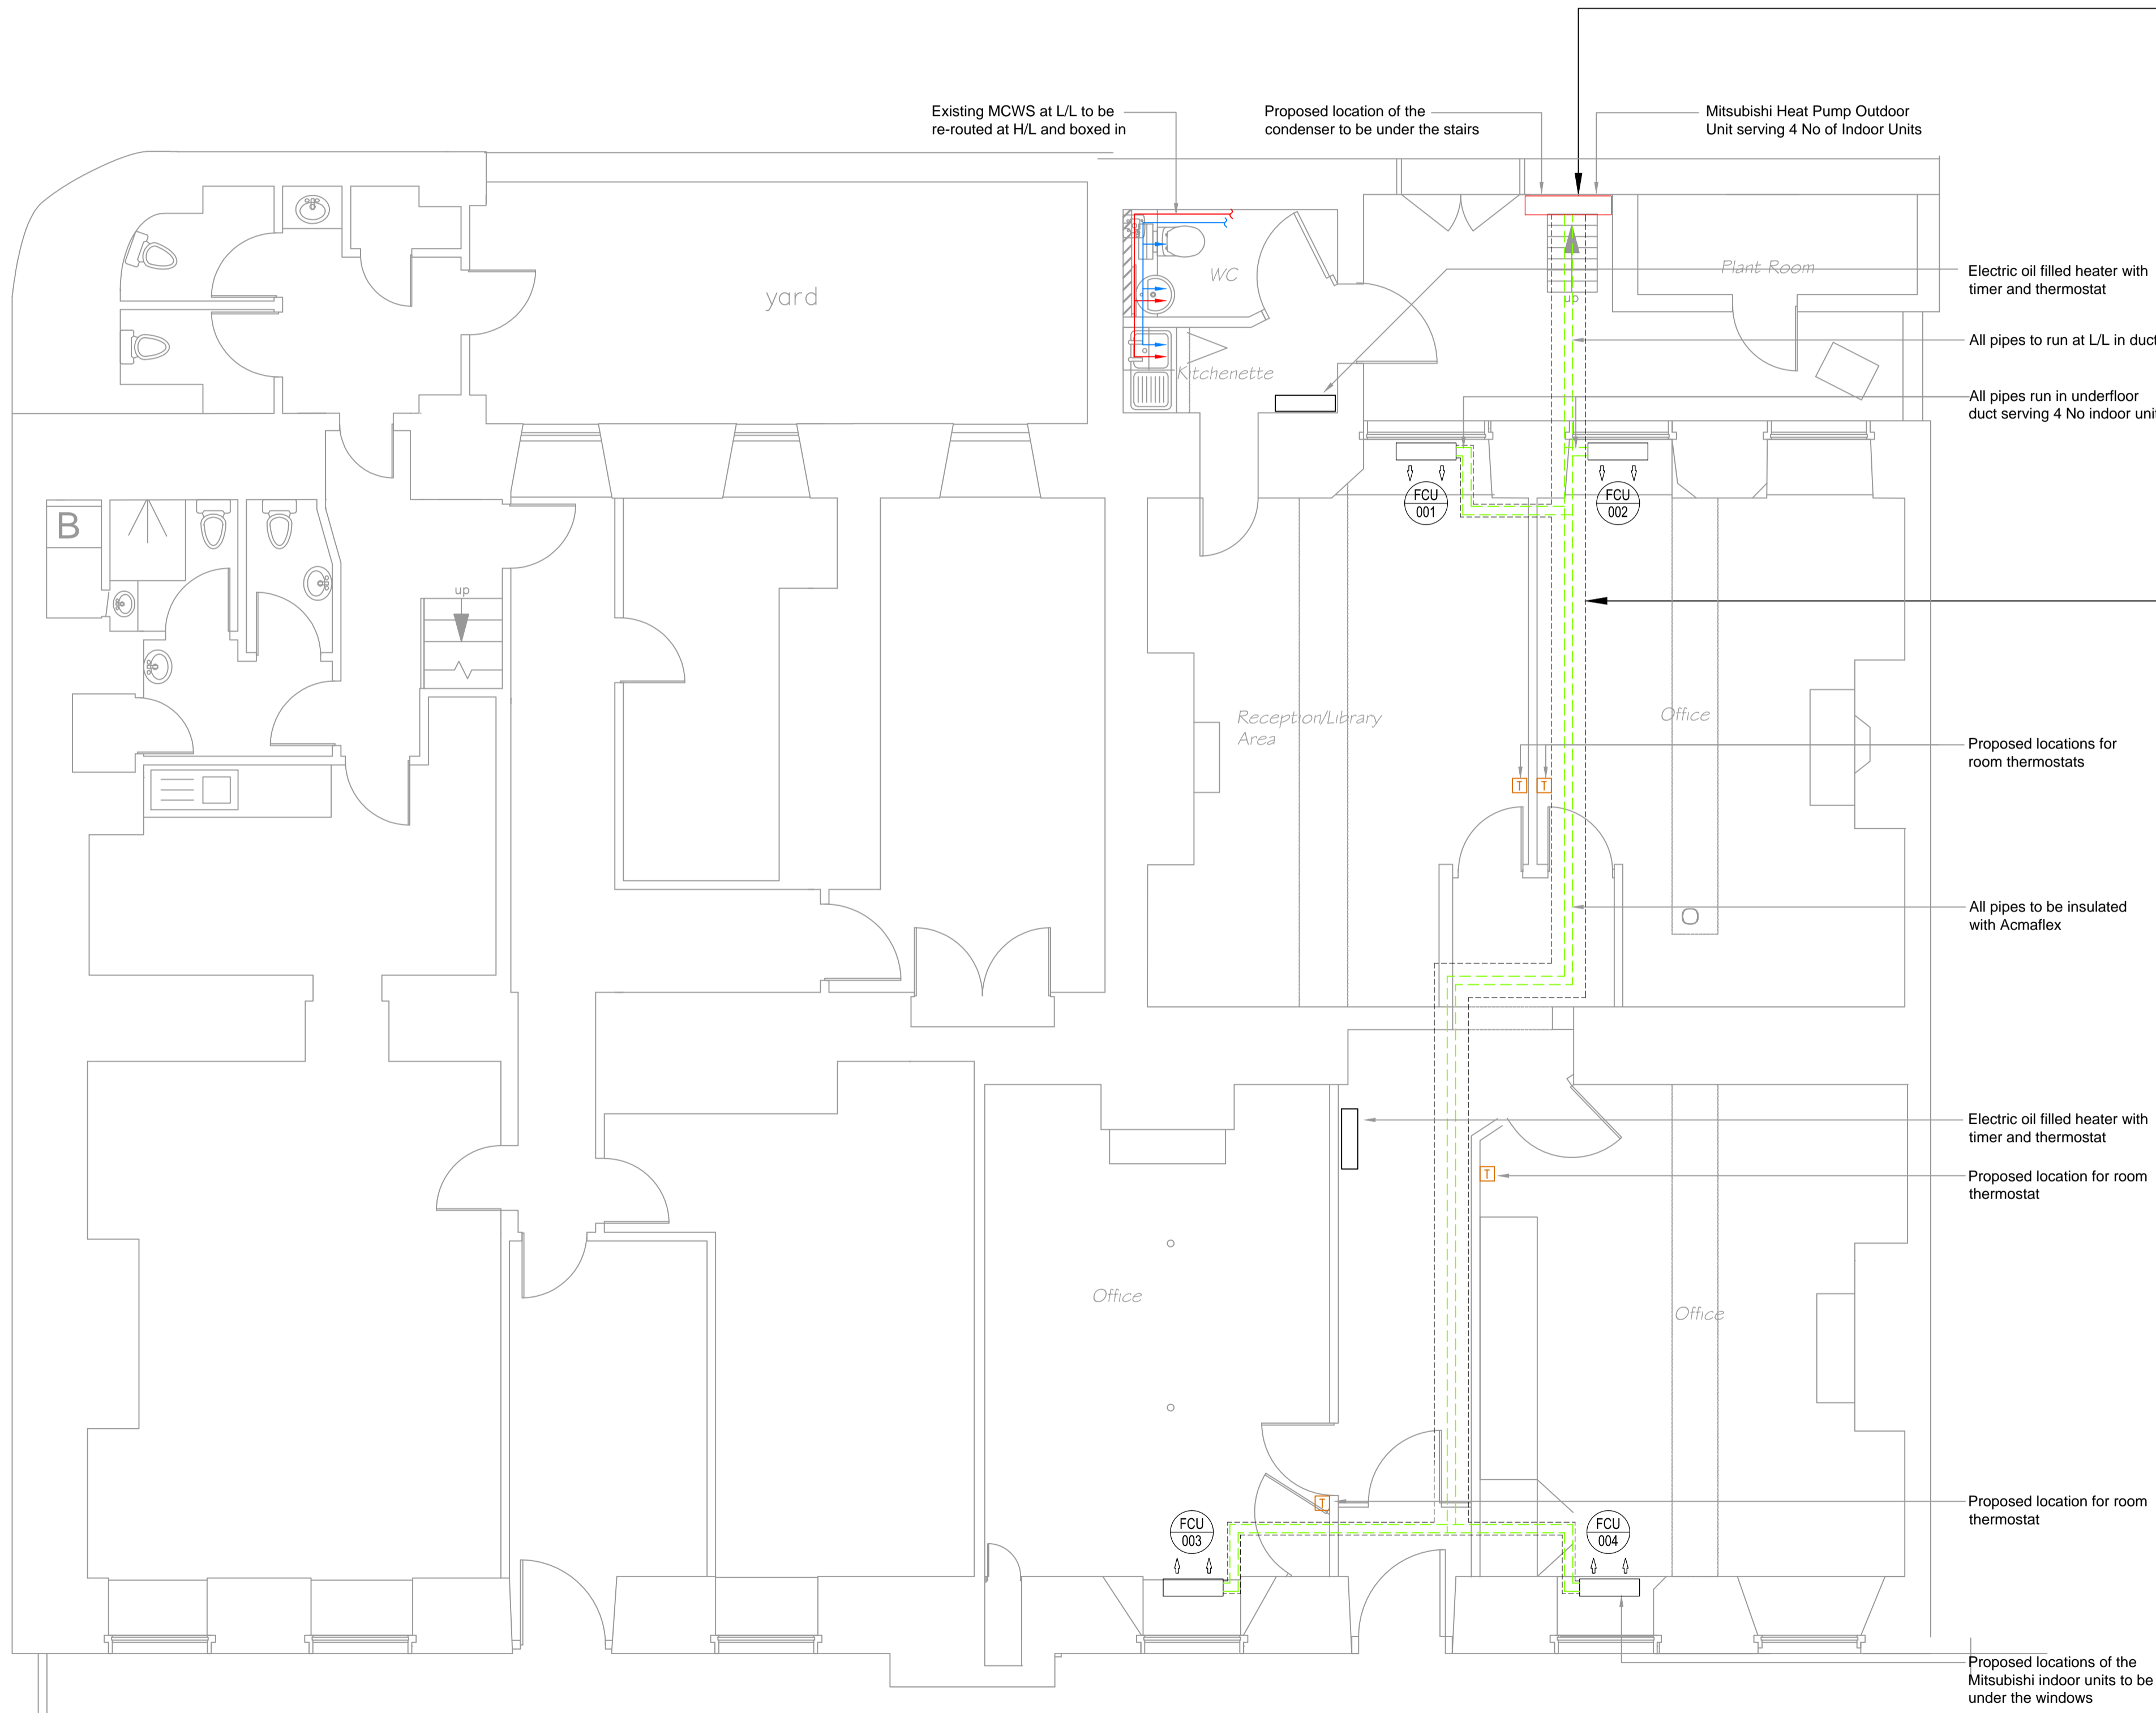 Existing MCWS at L/L to be
re-routed at H/L and boxed in
Proposed location of the
condenser to be under the stairs
Mitsubishi Heat Pump Outdoor
Unit serving 4 No of Indoor Units
yard
WC
Kitchenette
Plant Room
up
Electric oil filled heater with
timer and thermostat
All pipes to run at L/L in duct
All pipes run in underfloor
duct serving 4 No indoor
FCU
001
FCU
002
B
up
Reception/Library
Area
Office
T
T
Proposed locations for
room thermostats
All pipes to be insulated
with Acmaflex
Electric oil filled heater with
timer and thermostat
T
Proposed location for room
thermostat
Office
Office
T
Proposed location for room
thermostat
FCU
003
FCU
004
Proposed locations of the
Mitsubishi indoor units to be
under the windows